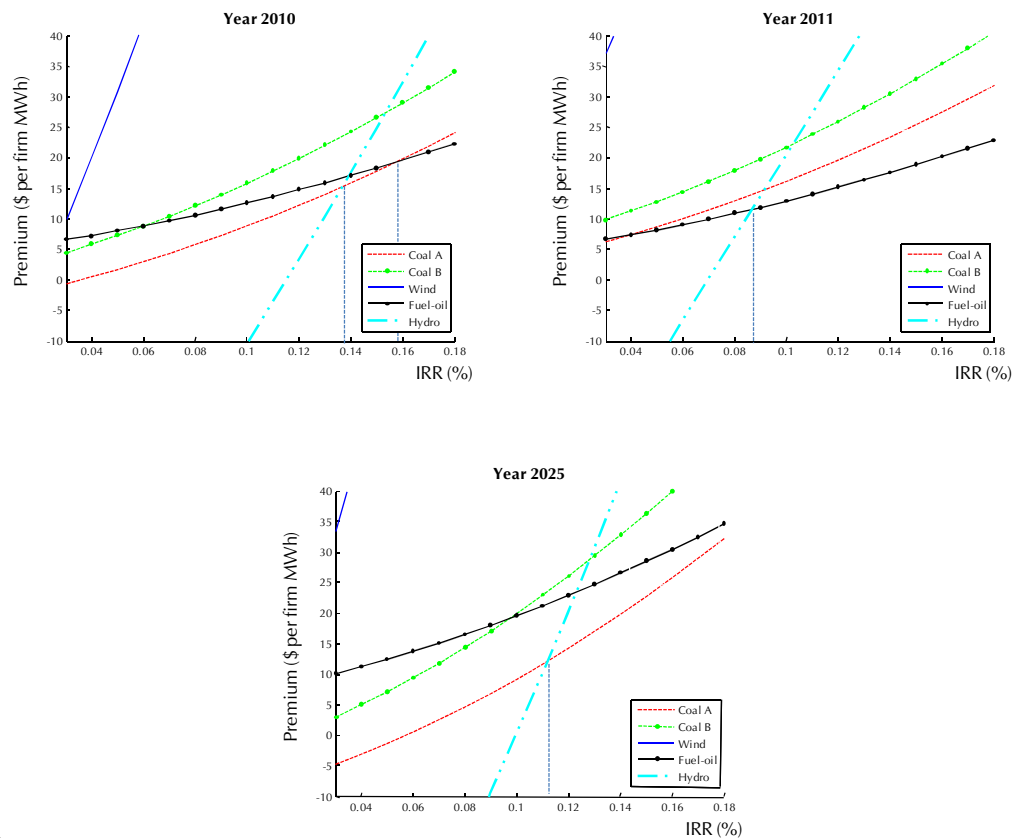 Year 2010
Premium ($ per firm MWh)
40
35
30
25
20
15
10
5
0
-5
-10
0.04
0.06
0.08
0.1
0.12
0.14
0.16
0.18
IRR (%)
Coal A
Coal B
Wind
Fuel-oil
Hydro
Year 2011
Premium ($ per firm MWh)
40
35
30
25
20
15
10
5
0
-5
-10
0.04
0.06
0.08
0.1
0.12
0.14
0.16
0.18
IRR (%)
Coal A
Coal B
Wind
Fuel-oil
Hydro
Year 2025
Premium ($ per firm MWh)
40
35
30
25
20
15
10
5
0
-5
-10
0.04
0.06
0.08
0.1
0.12
0.14
0.16
0.18
IRR (%)
Coal A
Coal B
Wind
Fuel-oil
Hydro